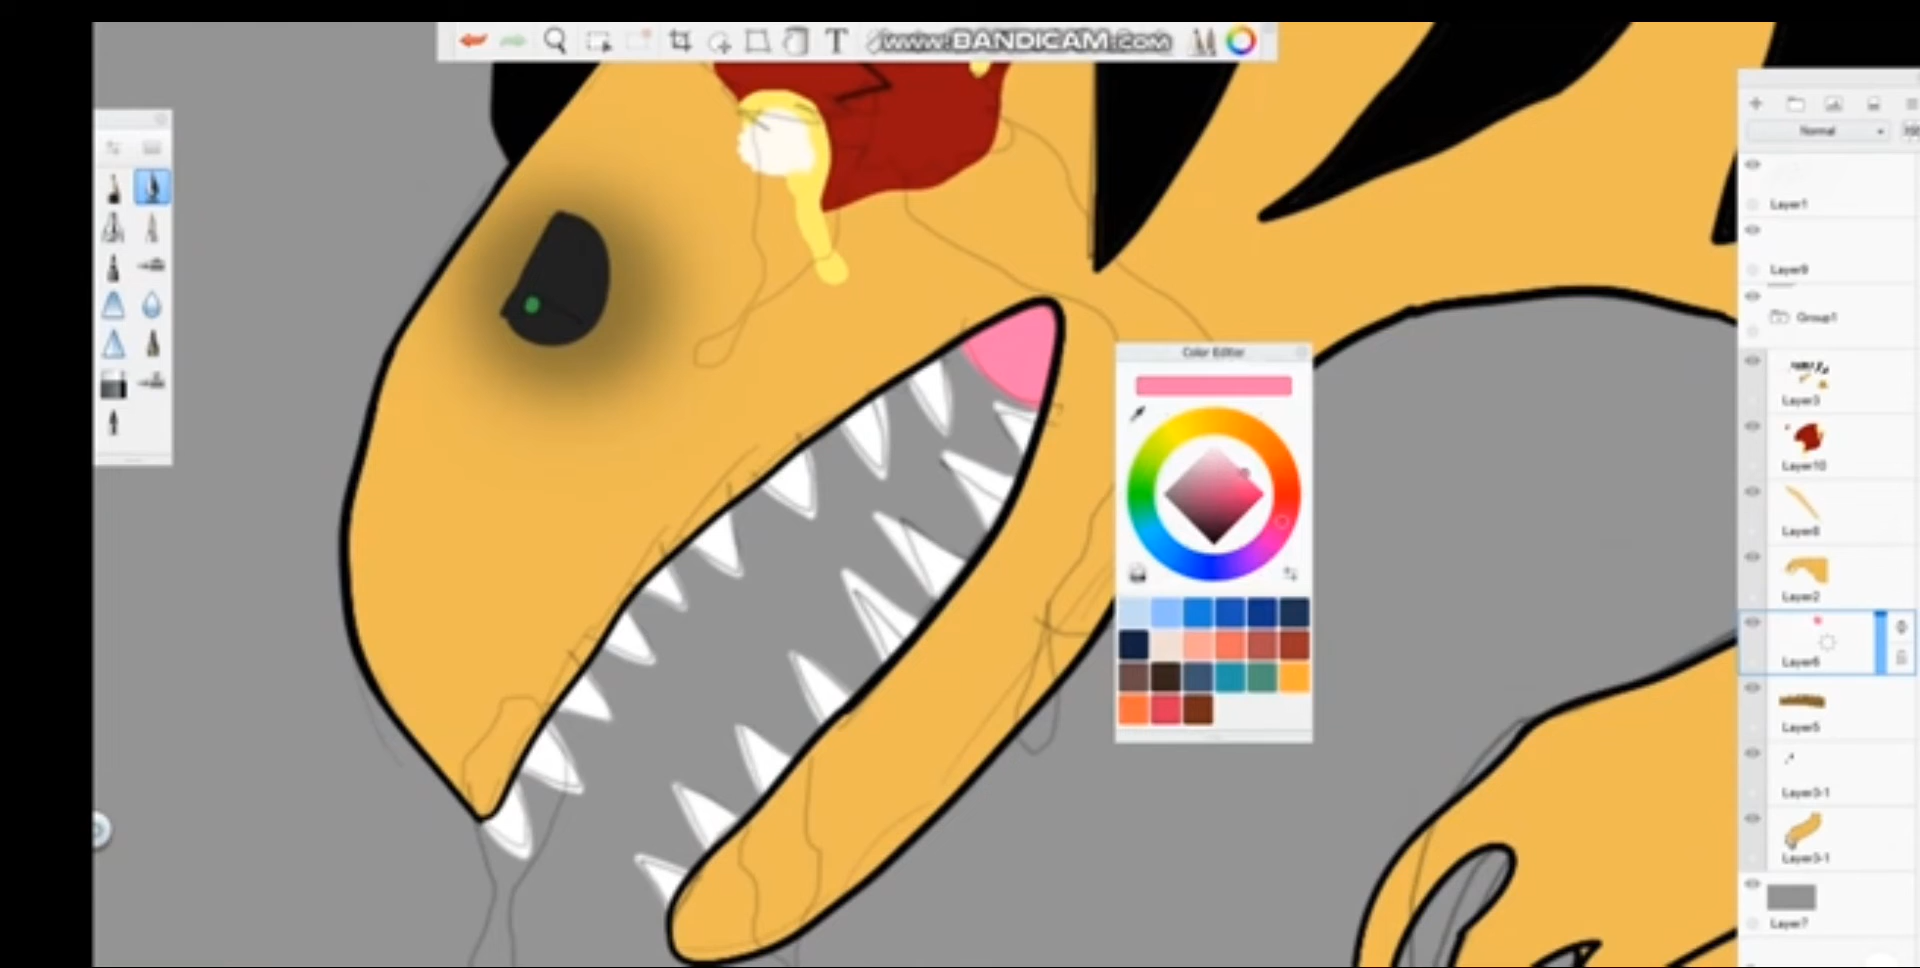 T
www.BANDICAM.com
Color Editor
Normal
Layer1
Layer9
Group1
Layer3
Layer10
Layer8
Layer2
Layer6
Layer5
Layer3-1
Layer3-1
Layer7